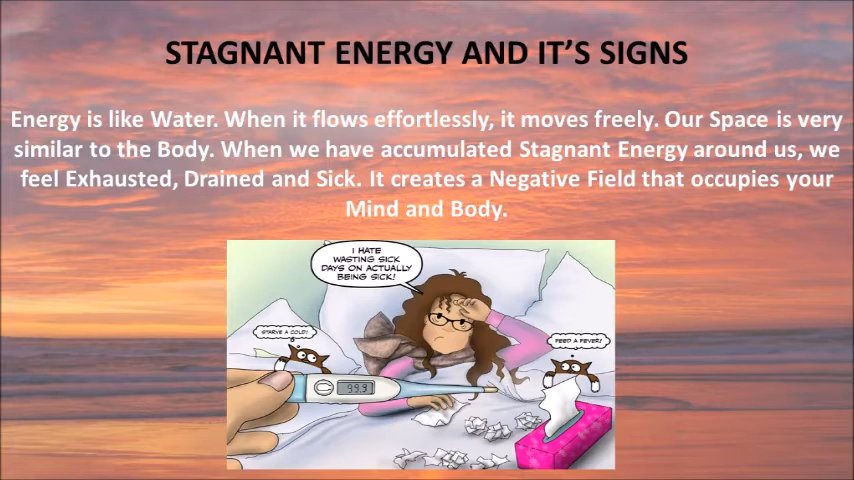 STAGNANT ENERGY AND IT’S SIGNS
Energy is like Water. When it flows effortlessly, it moves freely. Our Space is very
similar to the Body. When we have accumulated Stagnant Energy around us, we
feel Exhausted, Drained and Sick. It creates a Negative Field that occupies your
Mind and Body.
I HATE
WASTING SICK
DAYS ON ACTUALLY
BEING SICK!
STARVE A COLD!
FEED A FEVER!
99.3